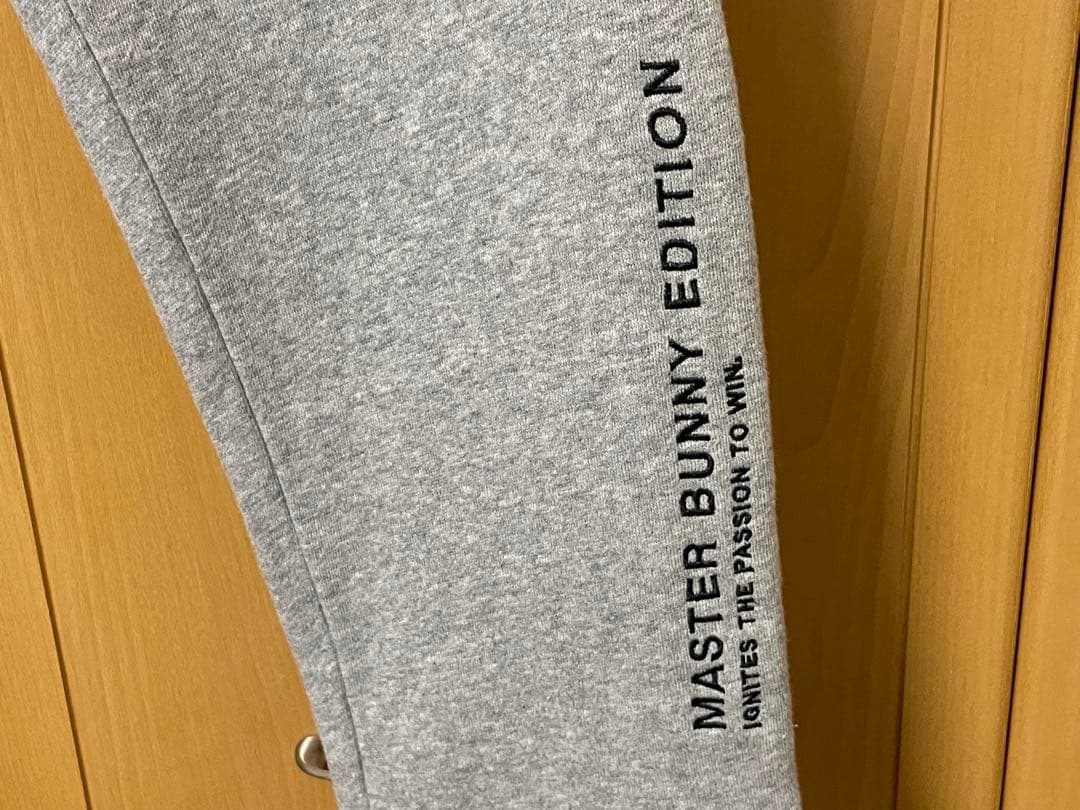 MASTER BUNNY EDITION
IGNITES THE PASSION TO WIN.